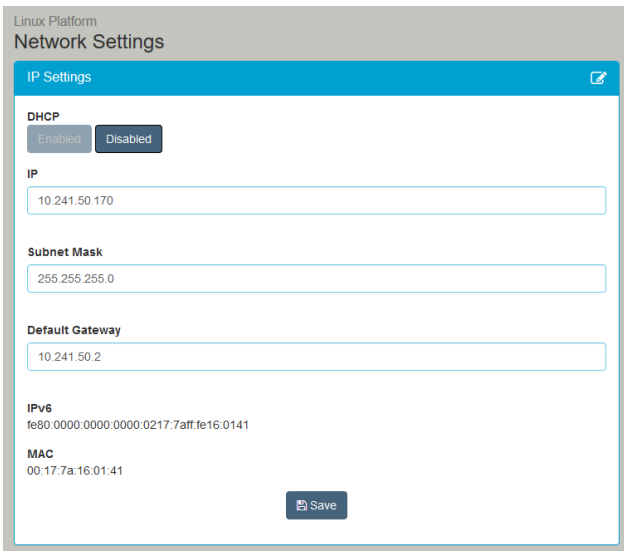 Linux Platform
Network Settings
IP Settings
DHCP
Enabled Disabled
IP
10.241.50.170
Subnet Mask
255.255.255.0
Default Gateway
10.241.50.2
IPv6
fe80:0000:0000:0000:0217:7aff:fe16:0141
MAC
00:17:7a:16:01:41
Save